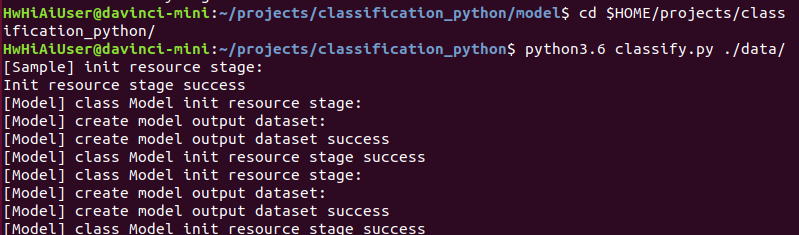 HwHiAiUser@davinci-mini:~/projects/classification_python/model$ cd $HOME/projects/class
ification_python/
HwHiAiUser@davinci-mini:~/projects/classification_python$ python3.6 classify.py ./data/
[Sample] init resource stage:
Init resource stage success
[Model] class Model init resource stage:
[Model] create model output dataset:
[Model] create model output dataset success
[Model] class Model init resource stage success
[Model] class Model init resource stage:
[Model] create model output dataset:
[Model] create model output dataset success
[Model] class Model init resource stage success